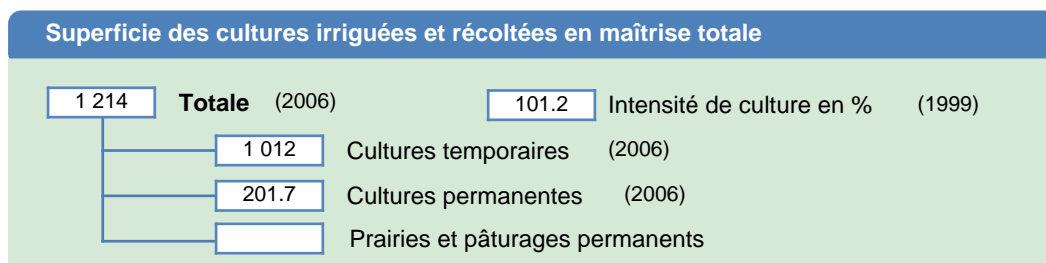 Superficie des cultures irriguées et récoltées en maîtrise totale
1 214 Totale (2006) 101.2 Intensité de culture en % (1999)
1 012 Cultures temporaires (2006)
201.7 Cultures permanentes (2006)
Prairies et pâturages permanents